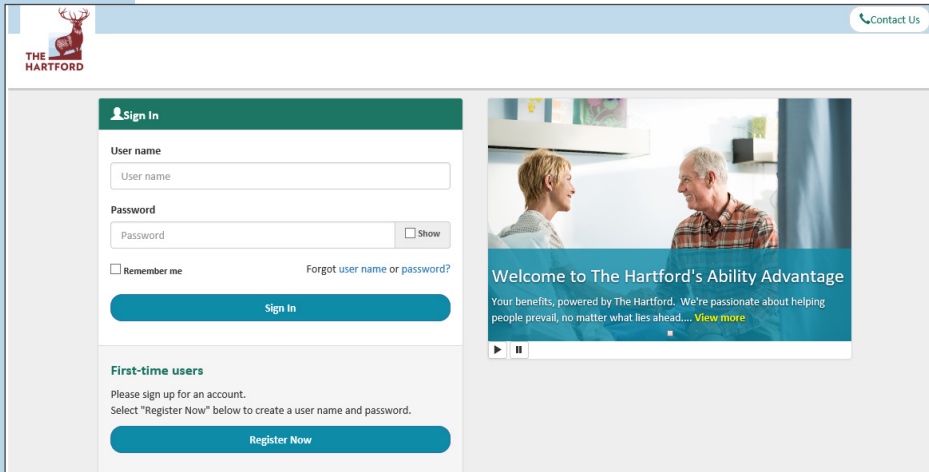 Contact Us
THE
HARTFORD
Sign In
User name
User name
Password
Password
Show
Remember me
Forgot user name or password?
Sign In
First-time users
Please sign up for an account.
Select "Register Now" below to create a user name and password.
Register Now
Welcome to The Hartford's Ability Advantage
Your benefits, powered by The Hartford. We're passionate about helping
people prevail, no matter what lies ahead.... View more